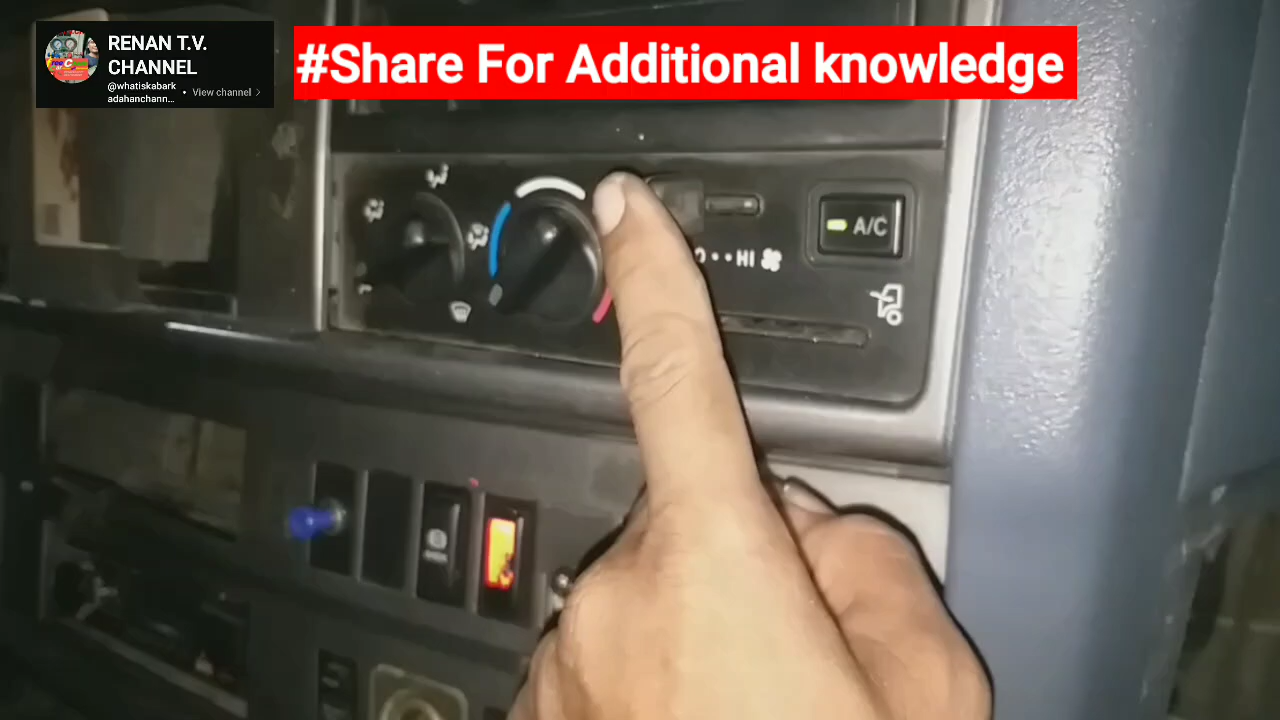 RENAN T.V.
CHANNEL
@whatiskabark
adahanchann... • View channel
#Share For Additional knowledge
A/C
HI